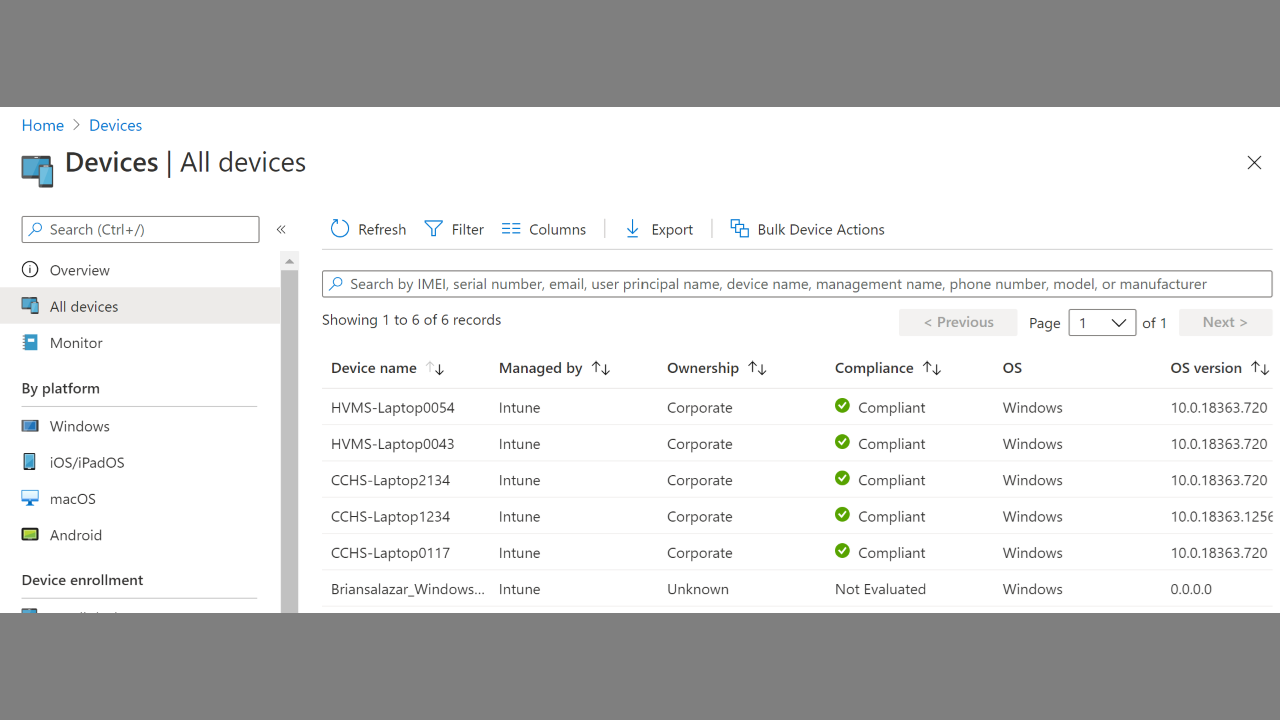 Home > Devices
Devices | All devices
Search (Ctrl+/)
«
Overview
All devices
Monitor
By platform
Windows
iOS/iPadOS
macOS
Android
Device enrollment
Refresh Filter Columns Export Bulk Device Actions
Search by IMEI, serial number, email, user principal name, device name, management name, phone number, model, or manufacturer
Showing 1 to 6 of 6 records
< Previous Page 1 of 1 Next >
Device name Managed by Ownership Compliance OS OS version
HVMS-Laptop0054 Intune Corporate Compliant Windows 10.0.18363.720
HVMS-Laptop0043 Intune Corporate Compliant Windows 10.0.18363.720
CCHS-Laptop2134 Intune Corporate Compliant Windows 10.0.18363.720
CCHS-Laptop1234 Intune Corporate Compliant Windows 10.0.18363.1256
CCHS-Laptop0117 Intune Corporate Compliant Windows 10.0.18363.720
Briansalazar_Windows... Intune Unknown Not Evaluated Windows 0.0.0.0